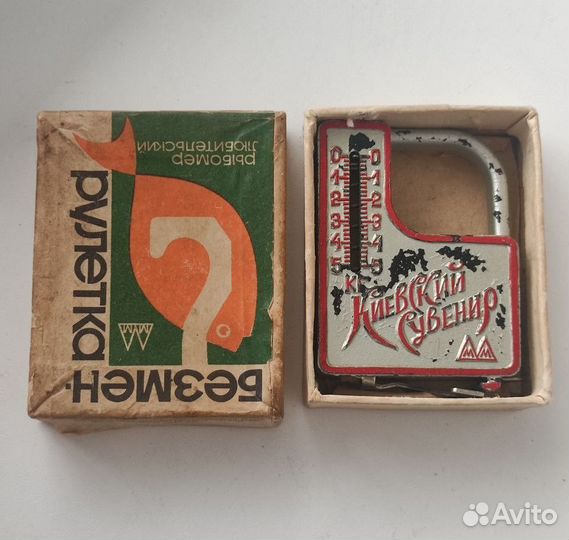 рыбомер
любительский
безмен-
рулетка
0 0
1 1
2 2
3 3
4 4
5 5
К
Киевский
Сувенир
Avito